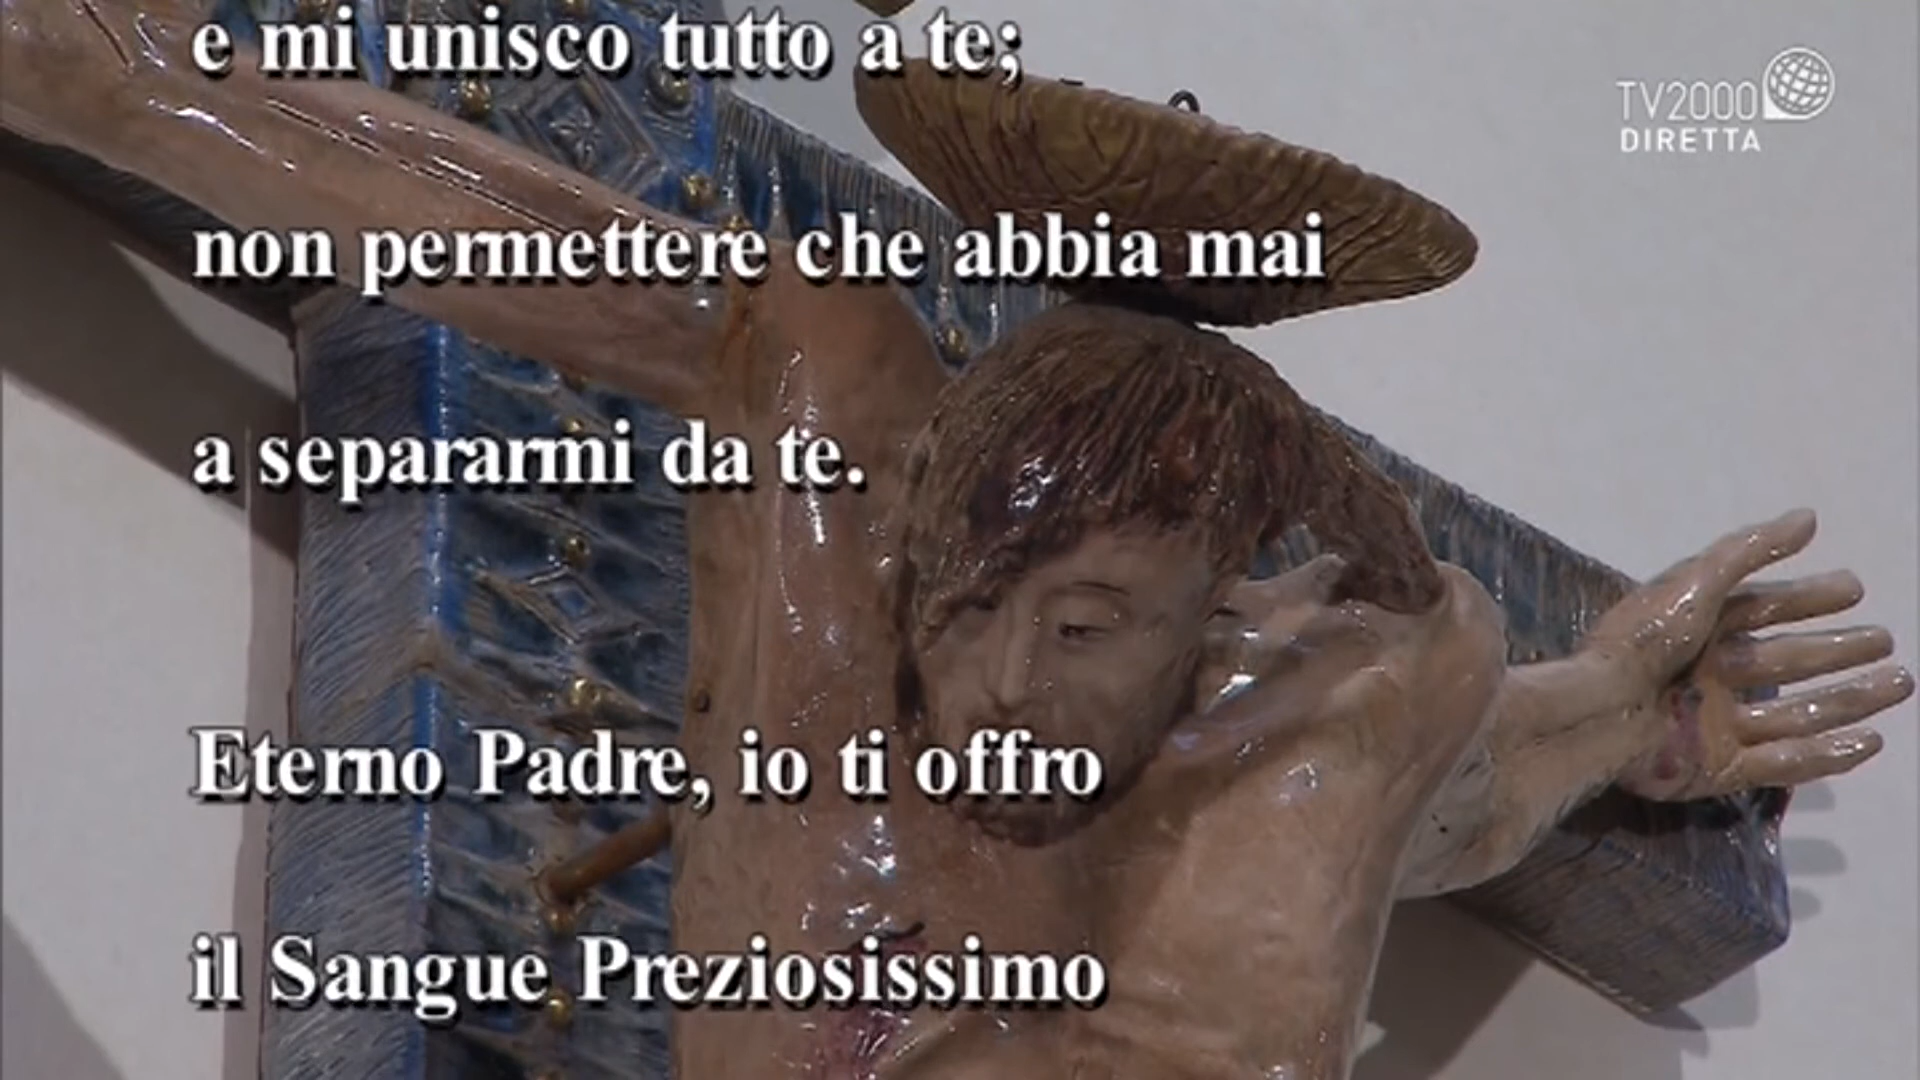 e mi unisco tutto a te;
TV2000
DIRETTA
non permettere che abbia mai
a separarmi da te.
Eterno Padre, io ti offro
il Sangue Preziosissimo